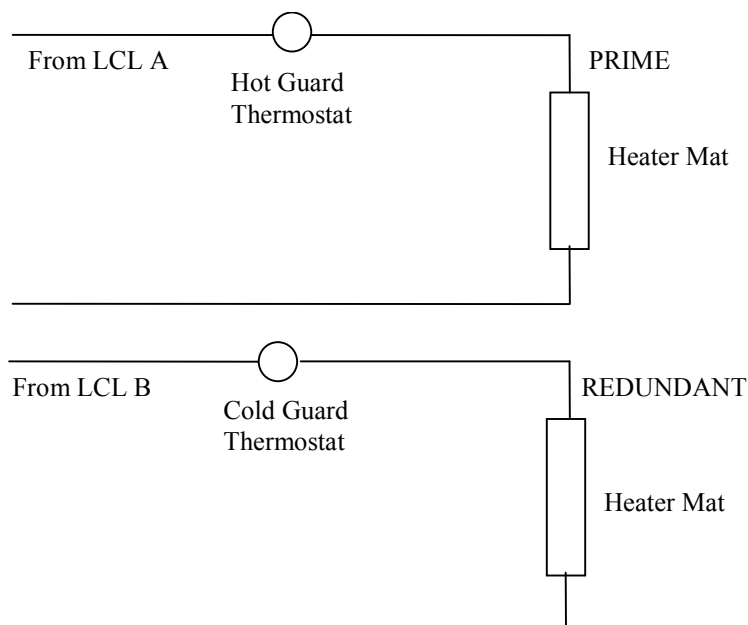 From LCL A
PRIME
Hot Guard
Thermostat
Heater Mat
From LCL B
REDUNDANT
Cold Guard
Thermostat
Heater Mat